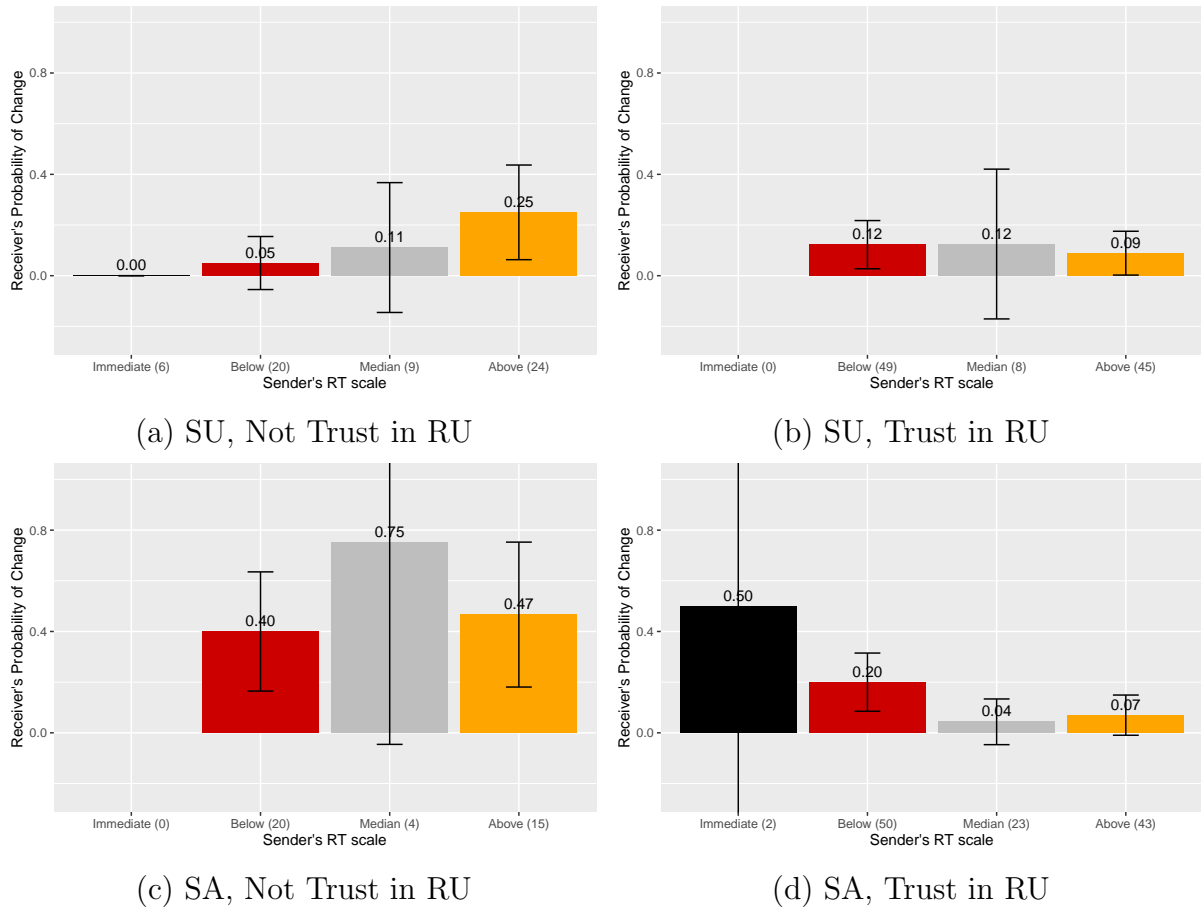 Receiver's Probability of Change
0.8
0.4
0.0
0.00
0.05
0.11
0.25
Immediate (6) Below (20) Median (9) Above (24)
Sender's RT scale
(a) SU, Not Trust in RU
Receiver's Probability of Change
0.8
0.4
0.0
0.12
0.12
0.09
Immediate (0) Below (49) Median (8) Above (45)
Sender's RT scale
(b) SU, Trust in RU
Receiver's Probability of Change
0.8
0.4
0.0
0.40
0.75
0.47
Immediate (0) Below (20) Median (4) Above (15)
Sender's RT scale
(c) SA, Not Trust in RU
Receiver's Probability of Change
0.8
0.4
0.0
0.50
0.20
0.04
0.07
Immediate (2) Below (50) Median (23) Above (43)
Sender's RT scale
(d) SA, Trust in RU